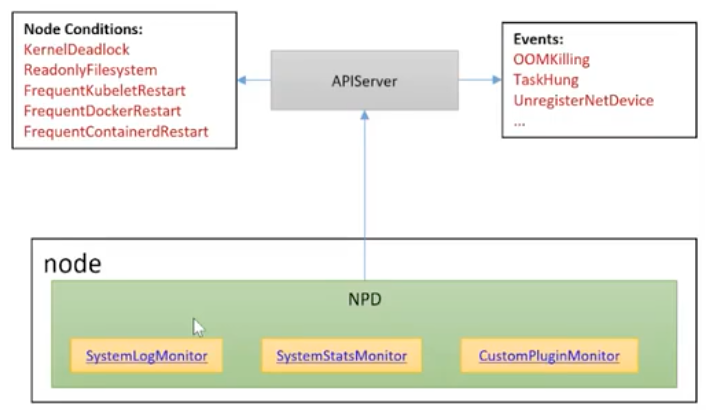 Node Conditions:
KernelDeadlock
ReadonlyFilesystem
FrequentKubeletRestart
FrequentDockerRestart
FrequentContainerdRestart
APIServer
Events:
OOMKilling
TaskHung
UnregisterNetDevice
...
node
NPD
SystemLogMonitor
SystemStatsMonitor
CustomPluginMonitor